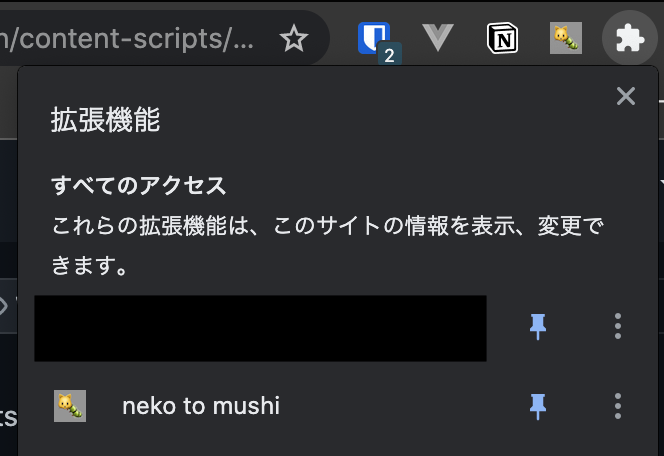 n/content-scripts/...
2
拡張機能
すべてのアクセス
これらの拡張機能は、このサイトの情報を表示、変更で
きます。
neko to mushi
ts